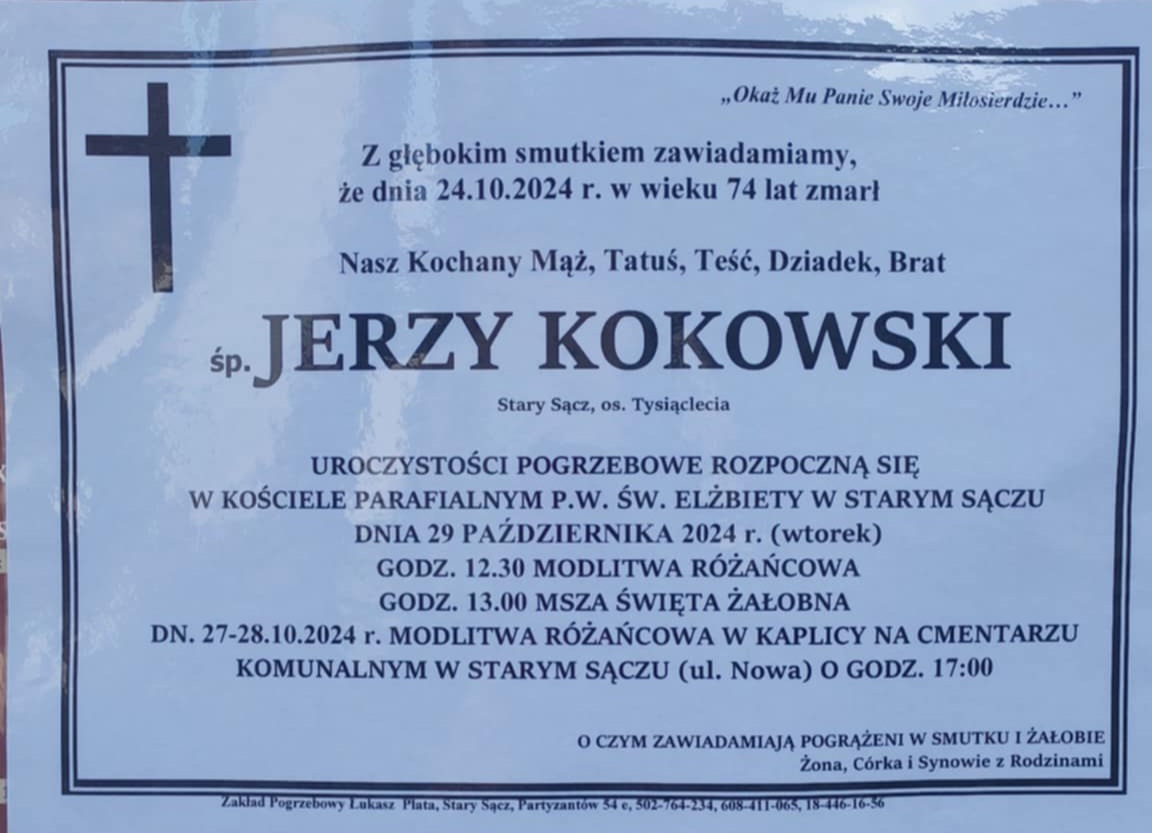 „Okaż Mu Panie Swoje Miłosierdzie…”
Z głębokim smutkiem zawiadamiamy,
że dnia 24.10.2024 r. w wieku 74 lat zmarł
Nasz Kochany Mąż, Tatuś, Teść, Dziadek, Brat
śp. JERZY KOKOWSKI
Stary Sącz, os. Tysiąclecia
UROCZYSTOŚCI POGRZEBOWE ROZPOCZNĄ SIĘ
W KOŚCIELE PARAFIALNYM P.W. ŚW. ELŻBIETY W STARYM SĄCZU
DNIA 29 PAŹDZIERNIKA 2024 r. (wtorek)
GODZ. 12.30 MODLITWA RÓŻAŃCOWA
GODZ. 13.00 MSZA ŚWIĘTA ŻAŁOBNA
DN. 27-28.10.2024 r. MODLITWA RÓŻAŃCOWA W KAPLICY NA CMENTARZU
KOMUNALNYM W STARYM SĄCZU (ul. Nowa) O GODZ. 17:00
O CZYM ZAWIADAMIAJĄ POGRĄŻENI W SMUTKU I ŻAŁOBIE
Żona, Córka i Synowie z Rodzinami
Zakład Pogrzebowy Łukasz Plata, Stary Sącz, Partyzantów 54 e, 502-764-234, 608-411-065, 18-446-16-56